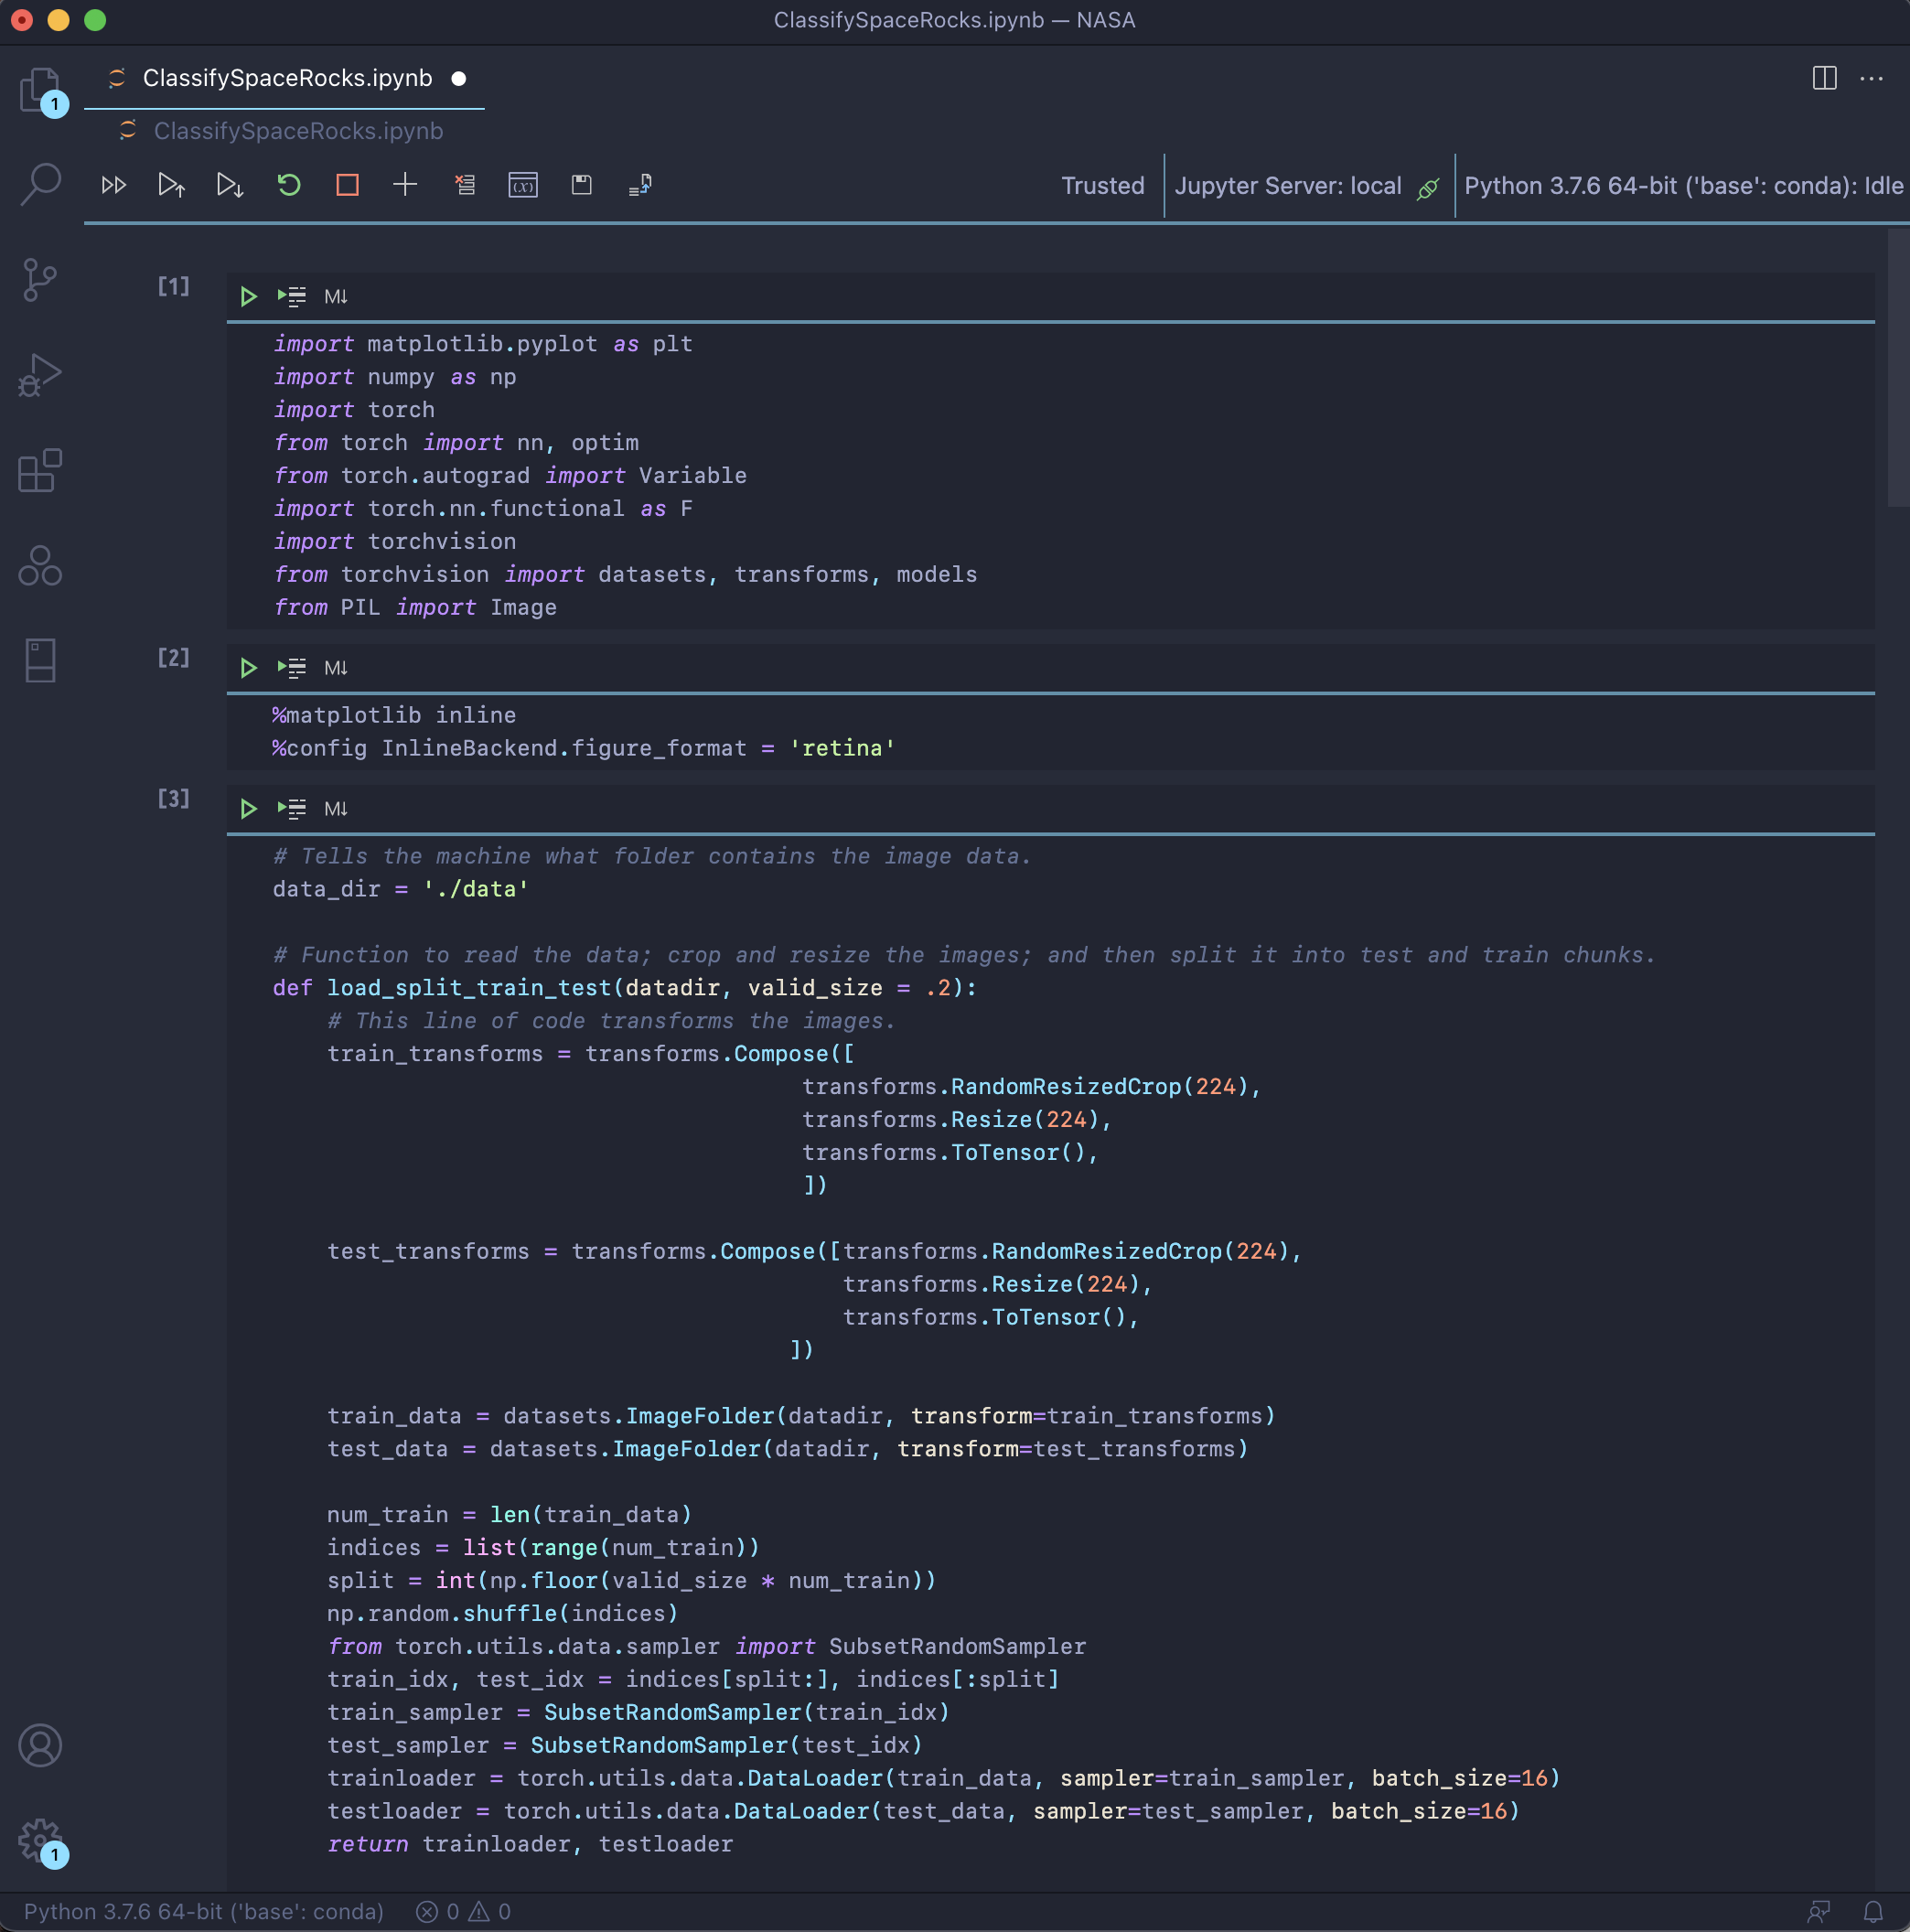 ClassifySpaceRocks.ipynb — NASA
ClassifySpaceRocks.ipynb
1
ClassifySpaceRocks.ipynb
Trusted
Jupyter Server: local
Python 3.7.6 64-bit ('base': conda): Idle
[1]
M↓
import matplotlib.pyplot as plt
import numpy as np
import torch
from torch import nn, optim
from torch.autograd import Variable
import torch.nn.functional as F
import torchvision
from torchvision import datasets, transforms, models
from PIL import Image
[2]
M↓
%matplotlib inline
%config InlineBackend.figure_format = 'retina'
[3]
M↓
# Tells the machine what folder contains the image data.
data_dir = './data'
# Function to read the data; crop and resize the images; and then split it into test and train chunks.
def load_split_train_test(datadir, valid_size = .2):
    # This line of code transforms the images.
    train_transforms = transforms.Compose([
                                       transforms.RandomResizedCrop(224),
                                       transforms.Resize(224),
                                       transforms.ToTensor(),
                                       ])
    test_transforms = transforms.Compose([transforms.RandomResizedCrop(224),
                                          transforms.Resize(224),
                                          transforms.ToTensor(),
                                      ])
    train_data = datasets.ImageFolder(datadir, transform=train_transforms)
    test_data = datasets.ImageFolder(datadir, transform=test_transforms)
    num_train = len(train_data)
    indices = list(range(num_train))
    split = int(np.floor(valid_size * num_train))
    np.random.shuffle(indices)
    from torch.utils.data.sampler import SubsetRandomSampler
    train_idx, test_idx = indices[split:], indices[:split]
    train_sampler = SubsetRandomSampler(train_idx)
    test_sampler = SubsetRandomSampler(test_idx)
    trainloader = torch.utils.data.DataLoader(train_data, sampler=train_sampler, batch_size=16)
    testloader = torch.utils.data.DataLoader(test_data, sampler=test_sampler, batch_size=16)
    return trainloader, testloader
1
Python 3.7.6 64-bit ('base': conda) 0 0